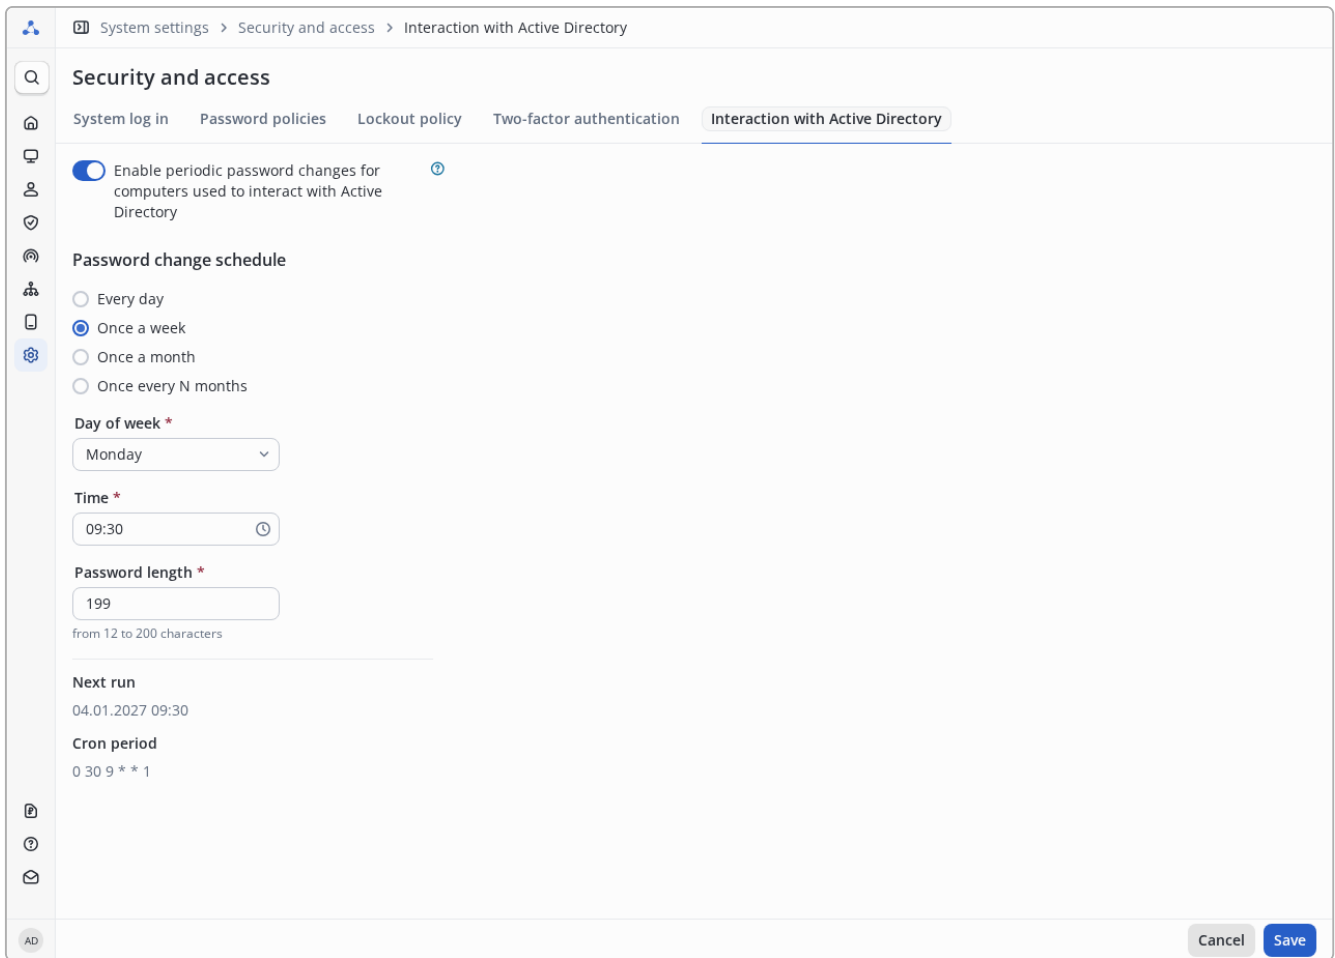 System settings > Security and access > Interaction with Active Directory
Security and access
System log in Password policies Lockout policy Two-factor authentication Interaction with Active Directory
Enable periodic password changes for
computers used to interact with Active
Directory
Password change schedule
Every day
Once a week
Once a month
Once every N months
Day of week *
Monday
Time *
09:30
Password length *
199
from 12 to 200 characters
Next run
04.01.2027 09:30
Cron period
0 30 9 * * 1
AD
Cancel Save